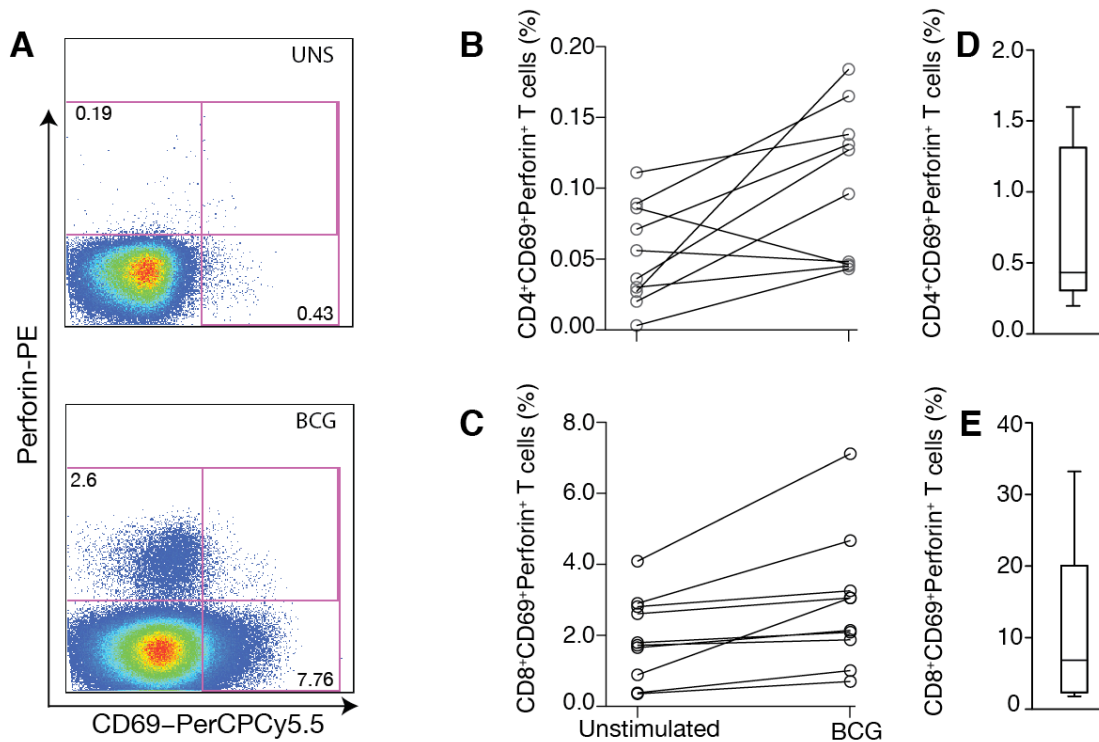 A
UNS
0.19
0.43
BCG
2.6
7.76
Perforin-PE
CD69–PerCPCy5.5
B
CD4⁺CD69⁺Perforin⁺ T cells (%)
0.20
0.15
0.10
0.05
0.00
C
CD8⁺CD69⁺Perforin⁺ T cells (%)
8.0
6.0
4.0
2.0
0.0
Unstimulated
BCG
D
CD4⁺CD69⁺Perforin⁺ T cells (%)
2.0
1.5
1.0
0.5
0.0
E
CD8⁺CD69⁺Perforin⁺ T cells (%)
40
30
20
10
0